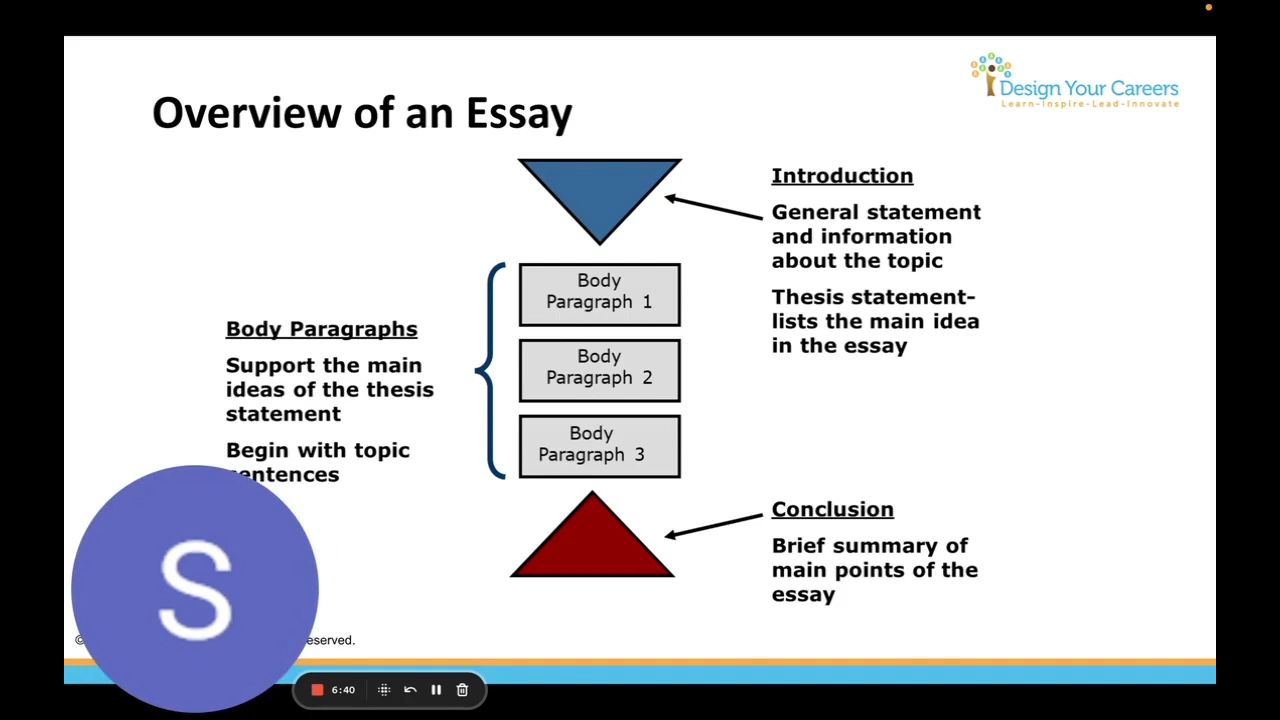 Design Your Careers
Learn-Inspire-Lead-Innovate
Overview of an Essay
Introduction
General statement
and information
about the topic
Thesis statement-
lists the main idea
in the essay
Body
Paragraph 1
Body
Paragraph 2
Body
Paragraph 3
Body Paragraphs
Support the main
ideas of the thesis
statement
Begin with topic
sentences
Conclusion
Brief summary of
main points of the
essay
S
©
6:40